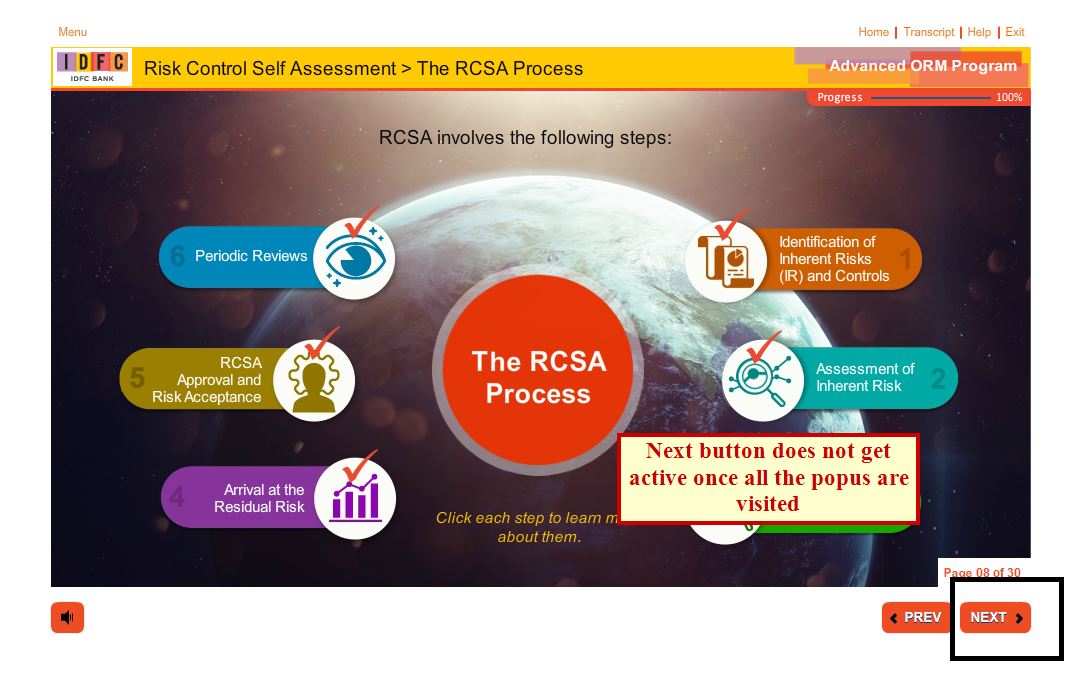 Menu
Home | Transcript | Help | Exit
IDFC
IDFC BANK
Risk Control Self Assessment > The RCSA Process
Advanced ORM Program
Progress 100%
RCSA involves the following steps:
6 Periodic Reviews
Identification of
Inherent Risks
(IR) and Controls
1
5
RCSA
Approval and
Risk Acceptance
The RCSA
Process
Assessment of
Inherent Risk
2
4
Arrival at the
Residual Risk
Next button does not get
active once all the popus are
visited
Click each step to learn
about them.
Page 08 of 30
PREV
NEXT